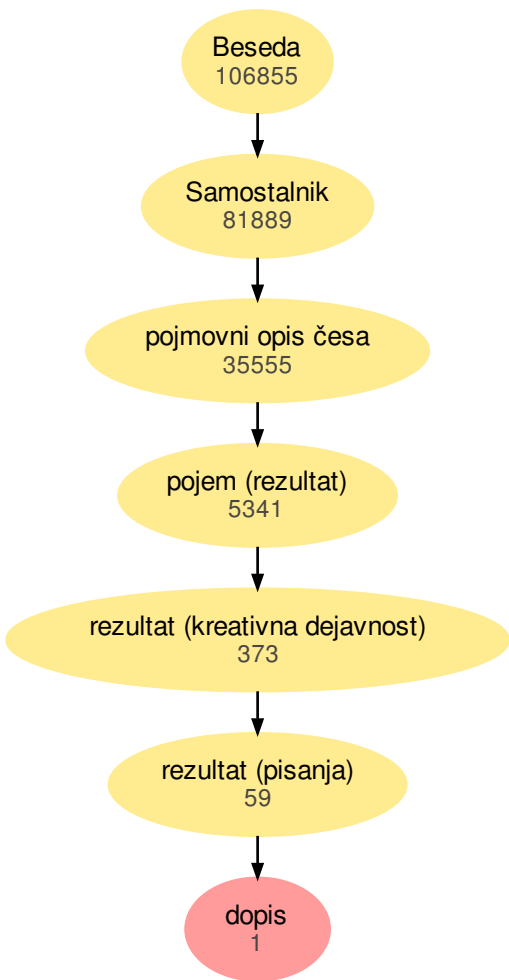 Beseda
106855
Samostalnik
81889
pojmovni opis česa
35555
pojem (rezultat)
5341
rezultat (kreativna dejavnost)
373
rezultat (pisanja)
59
dopis
1